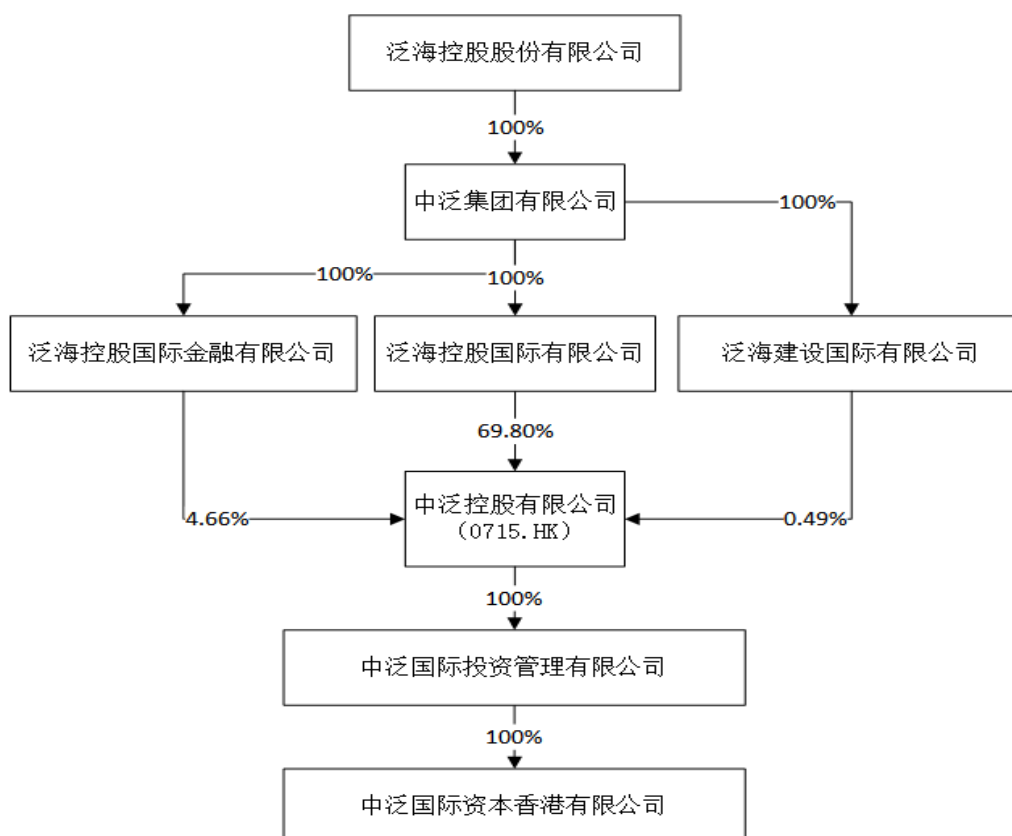 泛海控股股份有限公司
100%
中泛集团有限公司
100%
100%
100%
泛海控股国际金融有限公司
泛海控股国际有限公司
泛海建设国际有限公司
69.80%
4.66%
中泛控股有限公司
（0715.HK）
0.49%
100%
中泛国际投资管理有限公司
100%
中泛国际资本香港有限公司